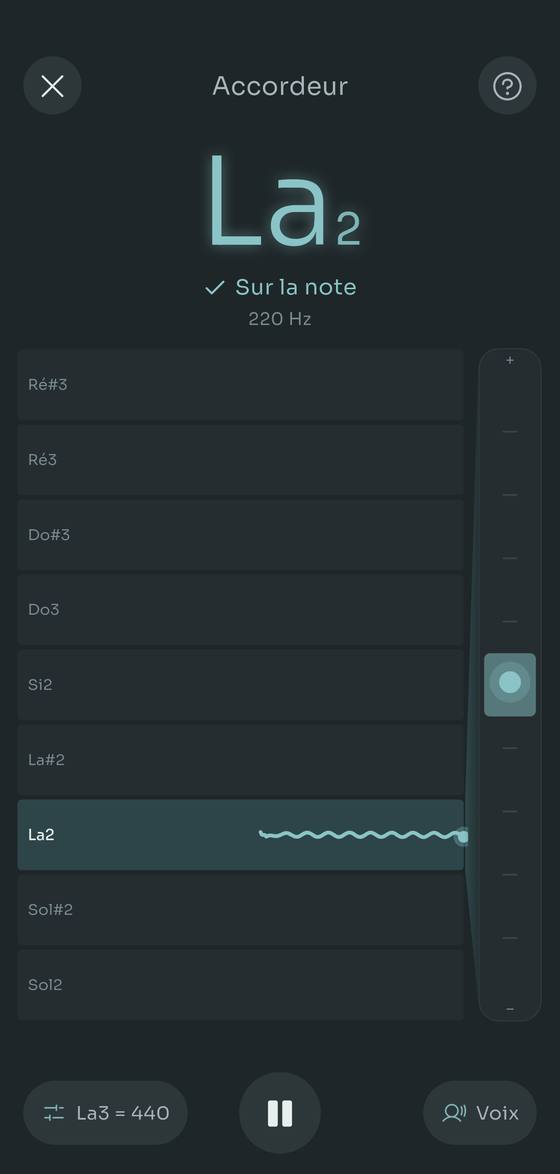 Accordeur
La2
Sur la note
220 Hz
+
Ré#3
Ré3
Do#3
Do3
Si2
La#2
La2
Sol#2
Sol2
−
La3 = 440
Voix